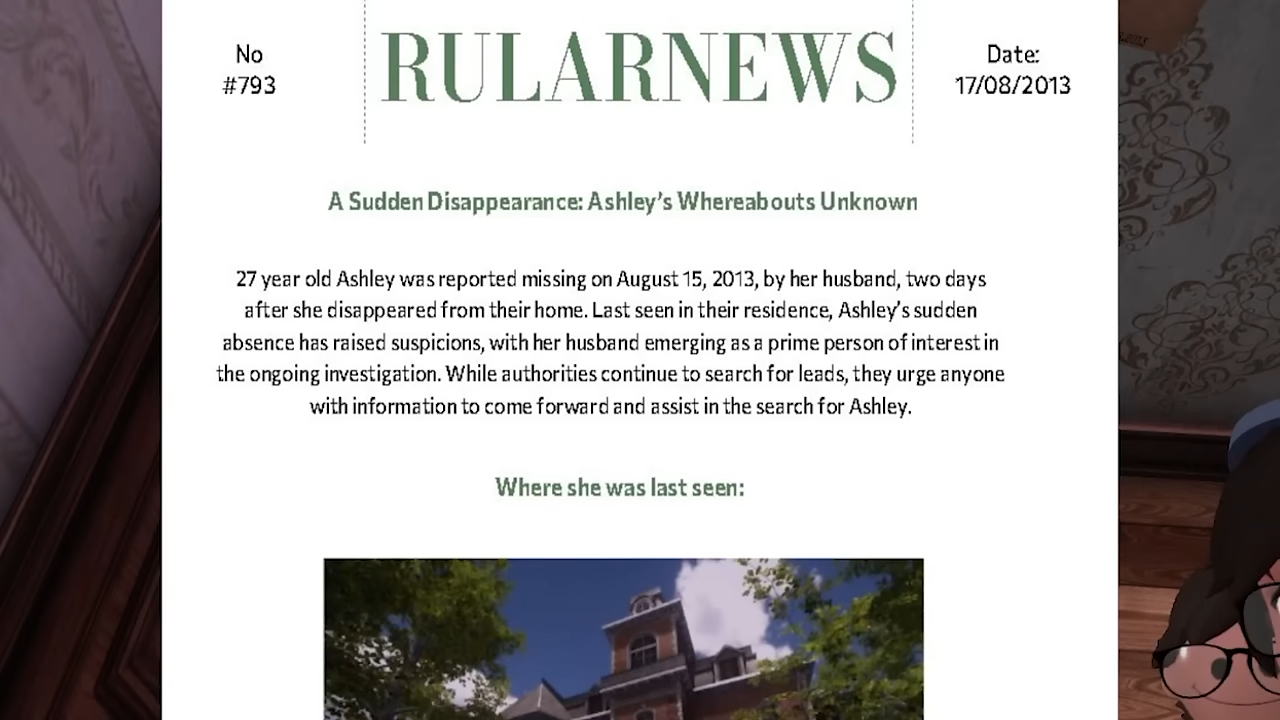 No
#793
RULARNEWS
Date:
17/08/2013
A Sudden Disappearance: Ashley's Whereabouts Unknown
27 year old Ashley was reported missing on August 15, 2013, by her husband, two days
after she disappeared from their home. Last seen in their residence, Ashley's sudden
absence has raised suspicions, with her husband emerging as a prime person of interest in
the ongoing investigation. While authorities continue to search for leads, they urge anyone
with information to come forward and assist in the search for Ashley.
Where she was last seen: